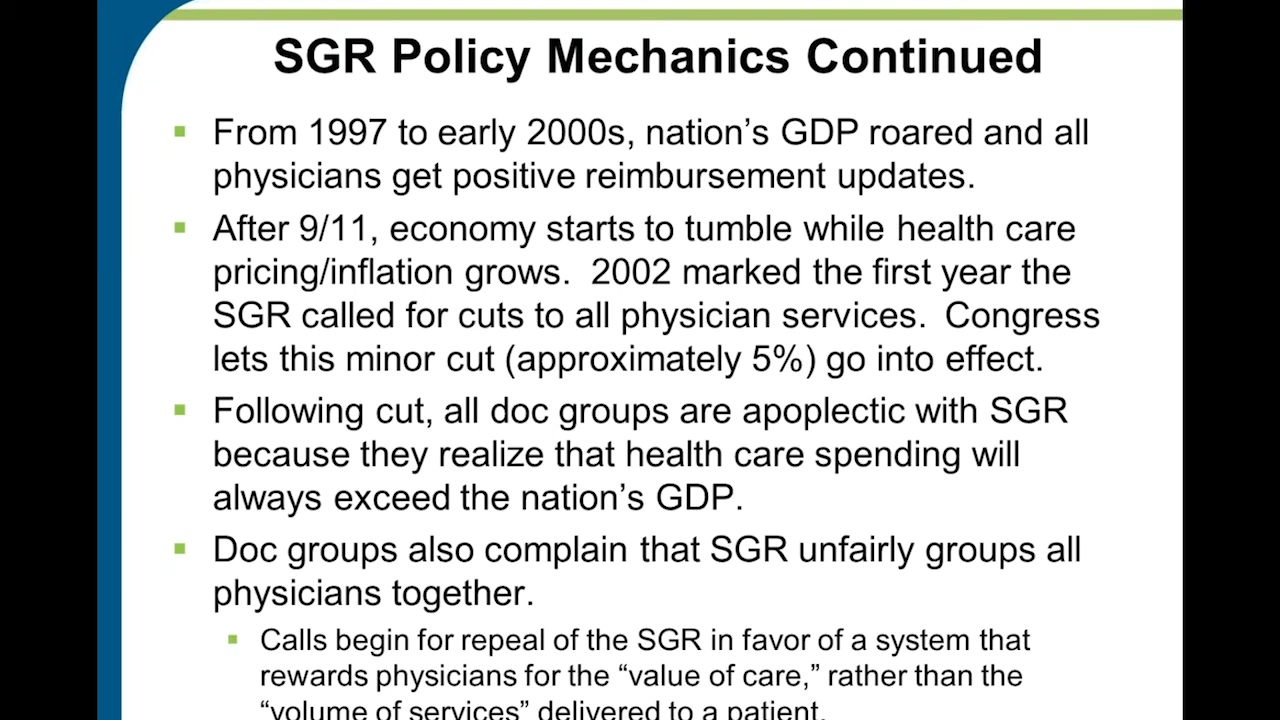 SGR Policy Mechanics Continued
From 1997 to early 2000s, nation’s GDP roared and all
physicians get positive reimbursement updates.
After 9/11, economy starts to tumble while health care
pricing/inflation grows.  2002 marked the first year the
SGR called for cuts to all physician services.  Congress
lets this minor cut (approximately 5%) go into effect.
Following cut, all doc groups are apoplectic with SGR
because they realize that health care spending will
always exceed the nation’s GDP.
Doc groups also complain that SGR unfairly groups all
physicians together.
Calls begin for repeal of the SGR in favor of a system that
rewards physicians for the “value of care,” rather than the
“volume of services” delivered to a patient.